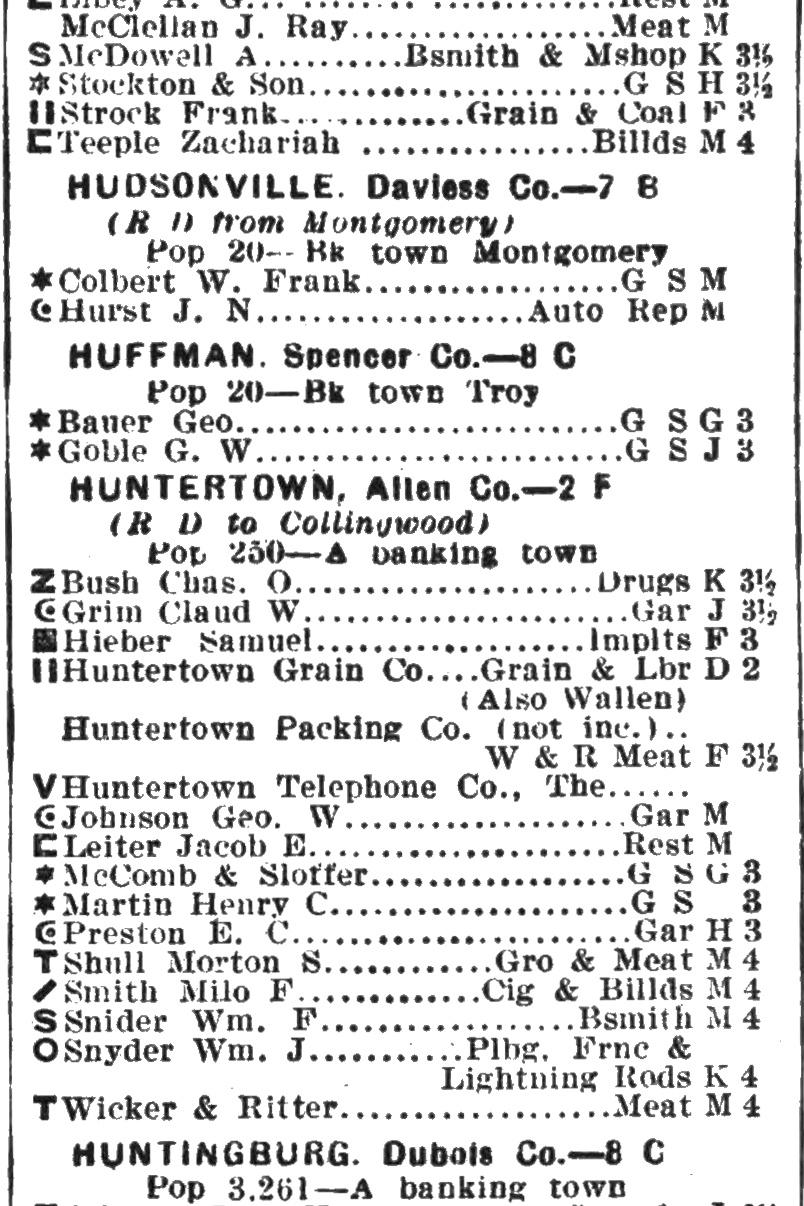 Libey A. G. Rest M
McClellan J. Ray..................Meat M
S McDowell A..........Bsmith & Mshop K 3½
* Stockton & Son.......................G S H 3½
Strock Frank.............Grain & Coal F 3
Teeple Zachariah ................Billds M 4
HUDSONVILLE. Daviess Co.—7 B
(R D from Montgomery)
Pop 20—Bk town Montgomery
* Colbert W. Frank...................G S M
Hurst J. N....................Auto Rep M
HUFFMAN. Spencer Co.—8 C
Pop 20—Bk town Troy
* Bauer Geo............................G S G 3
* Goble G. W...........................G S J 3
HUNTERTOWN, Allen Co.—2 F
(R D to Collingwood)
Pop 250—A banking town
Z Bush Chas. O......................Drugs K 3½
Grim Claud W........................Gar J 3½
Hieber Samuel....................Implts F 3
Huntertown Grain Co....Grain & Lbr D 2
(Also Wallen)
Huntertown Packing Co. (not inc.)..
W & R Meat F 3½
V Huntertown Telephone Co., The......
Johnson Geo. W.....................Gar M
Leiter Jacob E.......................Rest M
* McComb & Sloffer...................G S G 3
* Martin Henry C......................G S 3
Preston E. C.........................Gar H 3
T Shull Morton S............Gro & Meat M 4
Smith Milo F.............Cig & Billds M 4
S Snider Wm. F...................Bsmith M 4
O Snyder Wm. J...........Plbg, Frnc &
Lightning Rods K 4
T Wicker & Ritter....................Meat M 4
HUNTINGBURG. Dubois Co.—8 C
Pop 3,261—A banking town